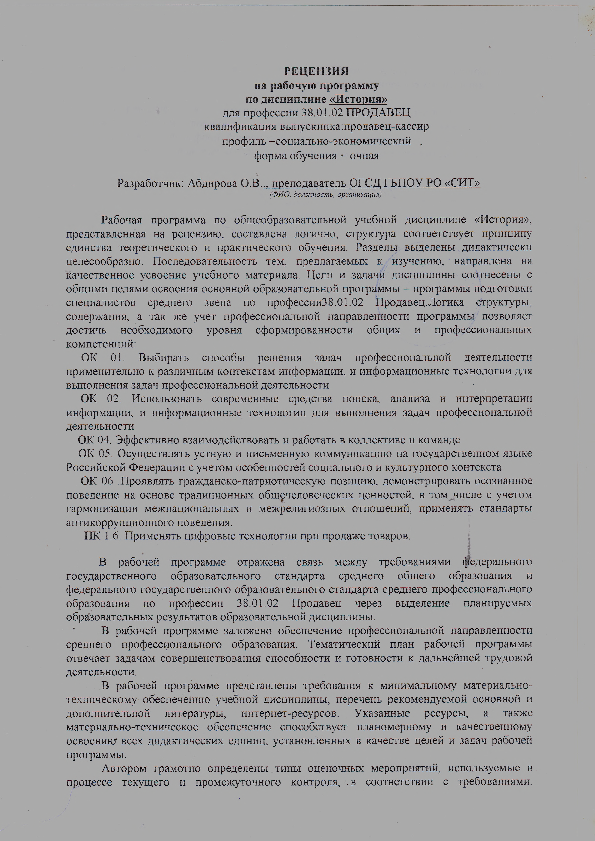 РЕЦЕНЗИЯ
на рабочую программу
по дисциплине «История»
для профессии 38.01.02 ПРОДАВЕЦ
квалификация выпускника:продавец-кассир
профиль –социально-экономический
форма обучения - очная
Разработчик: Абдирова О.В., преподаватель ОГСД ГБПОУ РО «СИТ»
ФИО, должность, организация.
Рабочая программа по общеобразовательной учебной дисциплине «История»,
представленная на рецензию, составлена логично, структура соответствует принципу
единства теоретического и практического обучения. Разделы выделены дидактически
целесообразно. Последовательность тем, предлагаемых к изучению, направлена на
качественное усвоение учебного материала. Цели и задачи дисциплины соотнесены с
общими целями освоения основной образовательной программы – программы подготовки
специалистов среднего звена по профессии38.01.02 Продавец.Логика структуры
содержания, а так же учет профессиональной направленности программы позволяет
достичь необходимого уровня сформированности общих и профессиональных
компетенций:
ОК 01. Выбирать способы решения задач профессиональной деятельности
применительно к различным контекстам информации, и информационные технологии для
выполнения задач профессиональной деятельности
ОК 02. Использовать современные средства поиска, анализа и интерпретации
информации, и информационные технологии для выполнения задач профессиональной
деятельности
ОК 04. Эффективно взаимодействовать и работать в коллективе и команде
ОК 05. Осуществлять устную и письменную коммуникацию на государственном языке
Российской Федерации с учетом особенностей социального и культурного контекста
ОК 06. Проявлять гражданско-патриотическую позицию, демонстрировать осознанное
поведение на основе традиционных общечеловеческих ценностей, в том числе с учетом
гармонизации межнациональных и межрелигиозных отношений, применять стандарты
антикоррупционного поведения.
ПК 1.6. Применять цифровые технологии при продаже товаров.
В рабочей программе отражена связь между требованиями федерального
государственного образовательного стандарта среднего общего образования и
федерального государственного образовательного стандарта среднего профессионального
образования по профессии 38.01.02 Продавец через выделение планируемых
образовательных результатов образовательной дисциплины.
В рабочей программе заложено обеспечение профессиональной направленности
среднего профессионального образования. Тематический план рабочей программы
отвечает задачам совершенствования способности и готовности к дальнейшей трудовой
деятельности.
В рабочей программе представлены требования к минимальному материально-
техническому обеспечению учебной дисциплины, перечень рекомендуемой основной и
дополнительной литературы, интернет-ресурсов. Указанные ресурсы, а также
материально-техническое обеспечение способствует планомерному и качественному
освоению всех дидактических единиц, установленных в качестве целей и задач рабочей
программы.
Автором грамотно определены типы оценочных мероприятий, используемые в
процессе текущего и промежуточного контроля, в соответствии с требованиями.